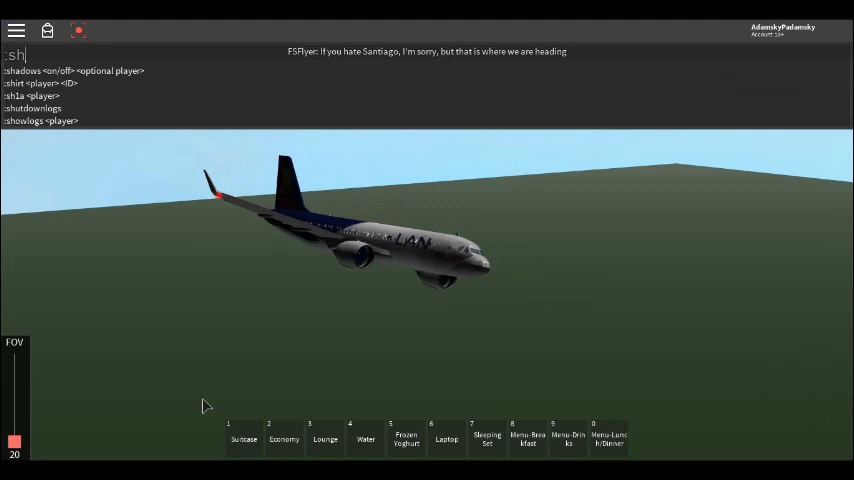 AdamskyPadamsky
Account: 13+
:sh
FSFlyer: If you hate Santiago, I'm sorry, but that is where we are heading
:shadows <on/off> <optional player>
:shirt <player> <ID>
:sh1a <player>
:shutdownlogs
:showlogs <player>
LAN
FOV
20
1
Suitcase
2
Economy
3
Lounge
4
Water
5
Frozen
Yoghurt
6
Laptop
7
Sleeping
Set
8
Menu-Brea
kfast
9
Menu-Drin
ks
0
Menu-Lunc
h/Dinner